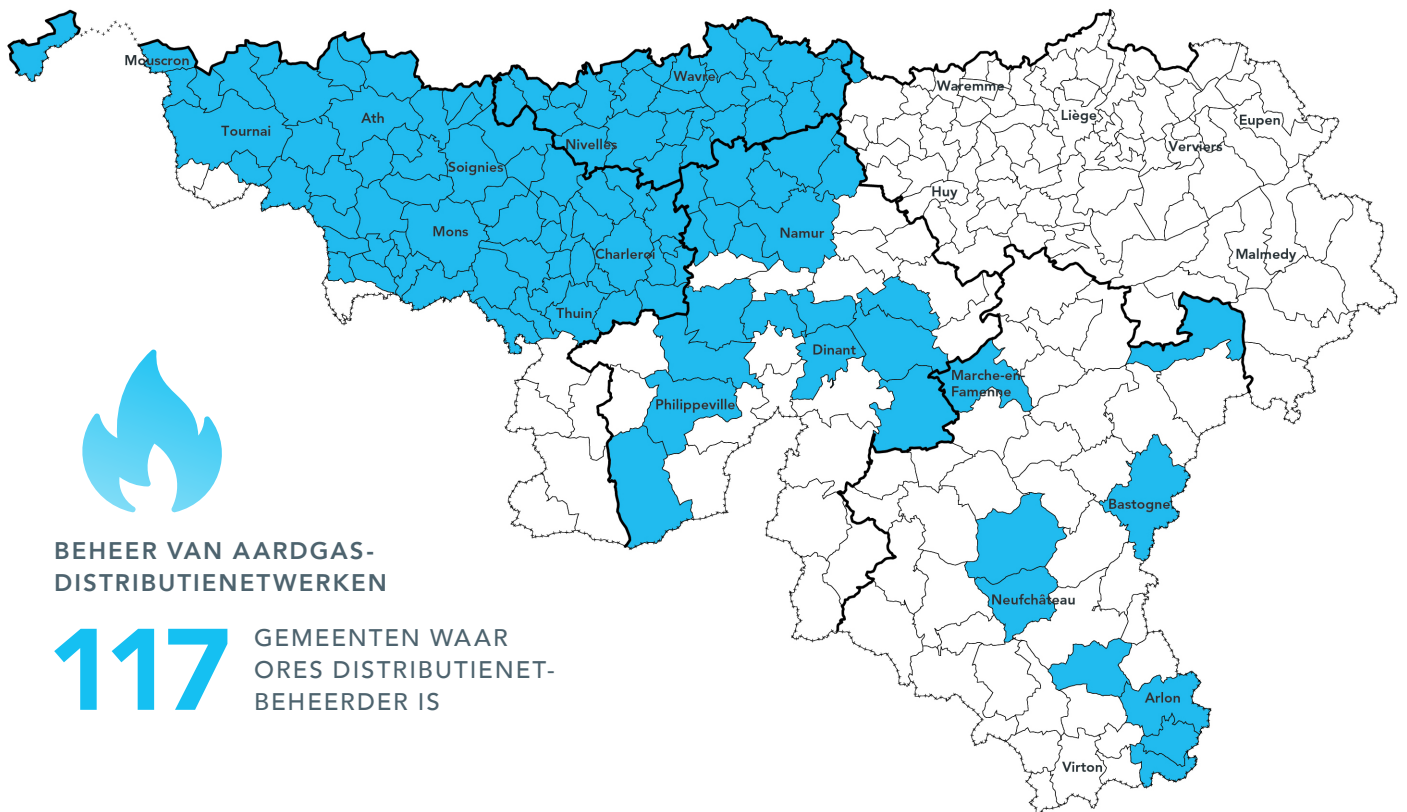 Mouscron
Wavre
Waremme
Ath
Liège
Eupen
Tournai
Nivelles
Verviers
Soignies
Huy
Mons
Namur
Charleroi
Malmedy
Thuin
Dinant
Marche-en-
Famenne
Philippeville
Bastogne
Neufchâteau
Arlon
Virton
BEHEER VAN AARDGAS-
DISTRIBUTIENETWERKEN
117
GEMEENTEN WAAR
ORES DISTRIBUTIENET-
BEHEERDER IS